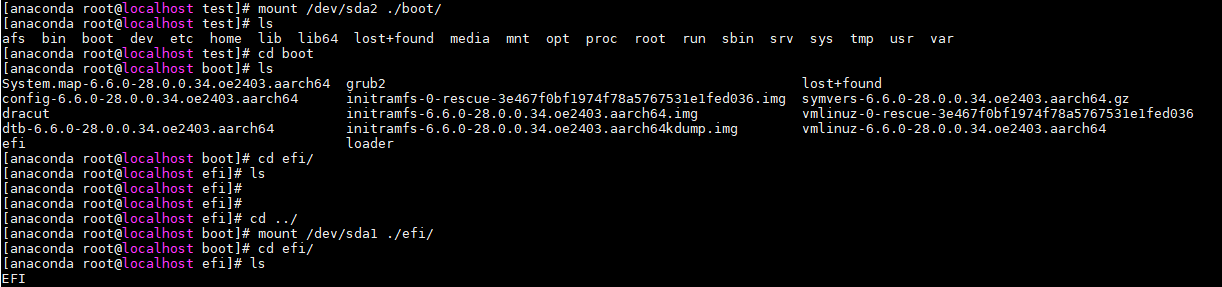 [anaconda root@localhost test]# mount /dev/sda2 ./boot/
[anaconda root@localhost test]# ls
afs  bin  boot  dev  etc  home  lib  lib64  lost+found  media  mnt  opt  proc  root  run  sbin  srv  sys  tmp  usr  var
[anaconda root@localhost test]# cd boot
[anaconda root@localhost boot]# ls
System.map-6.6.0-28.0.0.34.oe2403.aarch64  grub2  lost+found
config-6.6.0-28.0.0.34.oe2403.aarch64  initramfs-0-rescue-3e467f0bf1974f78a5767531e1fed036.img  symvers-6.6.0-28.0.0.34.oe2403.aarch64.gz
dracut  initramfs-6.6.0-28.0.0.34.oe2403.aarch64.img  vmlinuz-0-rescue-3e467f0bf1974f78a5767531e1fed036
dtb-6.6.0-28.0.0.34.oe2403.aarch64  initramfs-6.6.0-28.0.0.34.oe2403.aarch64kdump.img  vmlinuz-6.6.0-28.0.0.34.oe2403.aarch64
efi  loader
[anaconda root@localhost boot]# cd efi/
[anaconda root@localhost efi]# ls
[anaconda root@localhost efi]#
[anaconda root@localhost efi]#
[anaconda root@localhost efi]# cd ../
[anaconda root@localhost boot]# mount /dev/sda1 ./efi/
[anaconda root@localhost boot]# cd efi/
[anaconda root@localhost efi]# ls
EFI